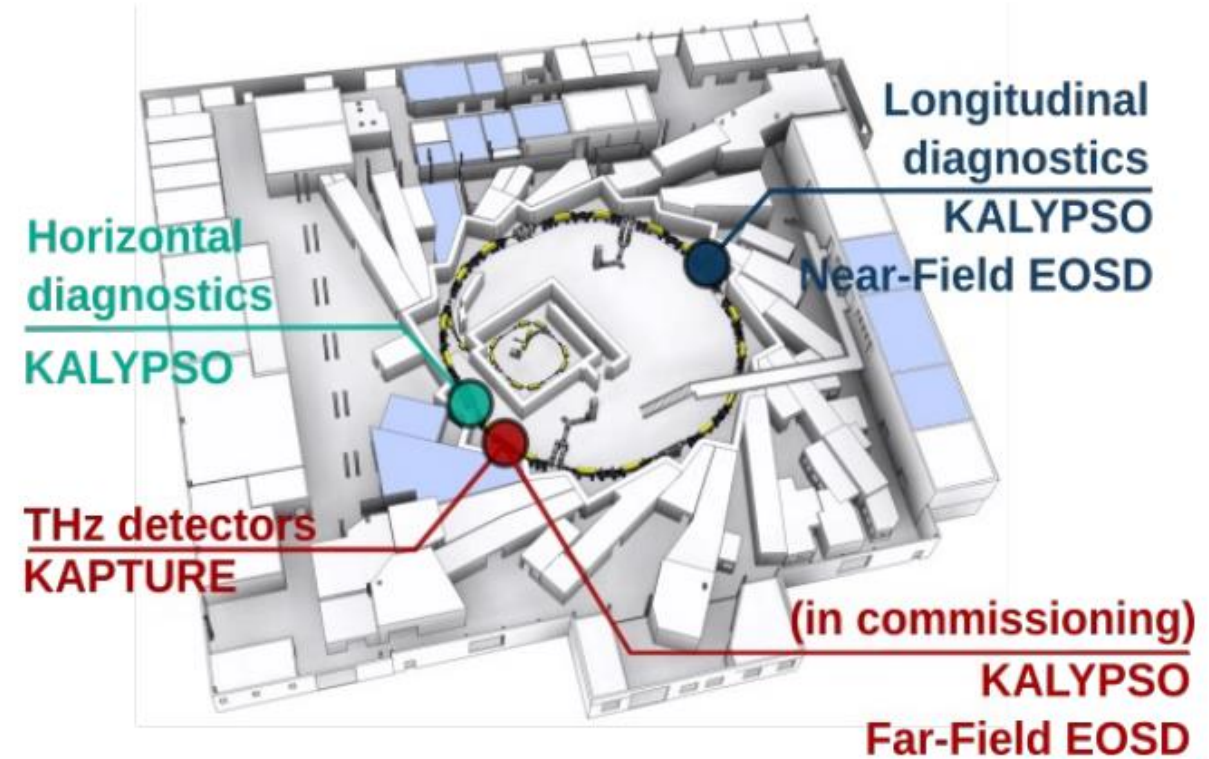 Longitudinal
diagnostics
KALYPSO
Near-Field EOSD
Horizontal
diagnostics
KALYPSO
THz detectors
KAPTURE
(in commissioning)
KALYPSO
Far-Field EOSD